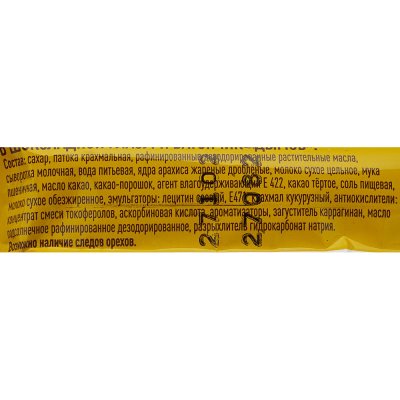 Состав: сахар, патока крахмальная, рафинированные дезодорированные растительные масла,
сыворотка молочная, вода питьевая, ядра арахиса жареные дробленые, молоко сухое цельное, мука
пшеничная, масло какао, какао-порошок, агент влагоудерживающий Е 422, какао тёртое, соль пищевая,
молоко сухое обезжиренное, эмульгаторы: лецитин соевый, Е476, крахмал кукурузный, антиокислители:
концентрат смеси токоферолов, аскорбиновая кислота, ароматизаторы, загуститель каррагинан, масло
подсолнечное рафинированное дезодорированное, разрыхлитель гидрокарбонат натрия.
Возможно наличие следов орехов.